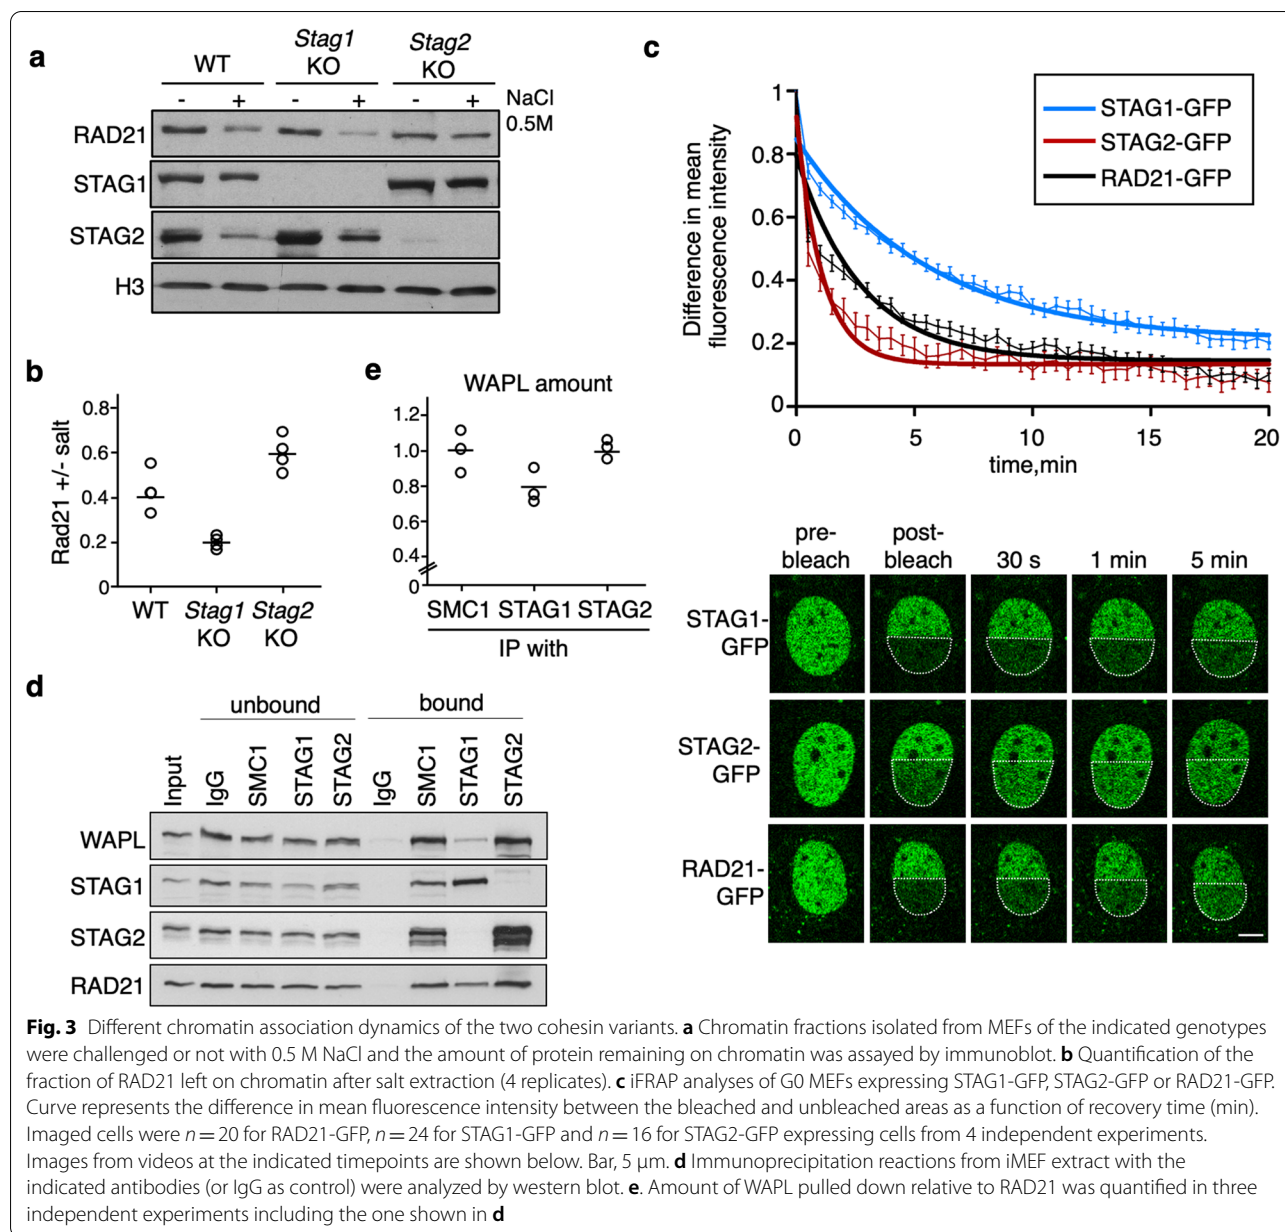 a
WT
Stag1
KO
Stag2
KO
- + - + - +
NaCl
0.5M
RAD21
STAG1
STAG2
H3
b
Rad21 +/- salt
0.8
0.6
0.4
0.2
0
WT
Stag1
KO
Stag2
KO
e
WAPL amount
1.2
1.0
0.8
0.6
0.4
0
SMC1 STAG1 STAG2
IP with
c
Difference in mean
fluorescence intensity
1
0.8
0.6
0.4
0.2
0
0 5 10 15 20
time,min
STAG1-GFP
STAG2-GFP
RAD21-GFP
pre-
bleach
post-
bleach
30 s
1 min
5 min
STAG1-
GFP
STAG2-
GFP
RAD21-
GFP
d
unbound bound
Input IgG SMC1 STAG1 STAG2 IgG SMC1 STAG1 STAG2
WAPL
STAG1
STAG2
RAD21
Fig. 3 Different chromatin association dynamics of the two cohesin variants. a Chromatin fractions isolated from MEFs of the indicated genotypes
were challenged or not with 0.5 M NaCl and the amount of protein remaining on chromatin was assayed by immunoblot. b Quantification of the
fraction of RAD21 left on chromatin after salt extraction (4 replicates). c iFRAP analyses of G0 MEFs expressing STAG1-GFP, STAG2-GFP or RAD21-GFP.
Curve represents the difference in mean fluorescence intensity between the bleached and unbleached areas as a function of recovery time (min).
Imaged cells were n = 20 for RAD21-GFP, n = 24 for STAG1-GFP and n = 16 for STAG2-GFP expressing cells from 4 independent experiments.
Images from videos at the indicated timepoints are shown below. Bar, 5 μm. d Immunoprecipitation reactions from iMEF extract with the
indicated antibodies (or IgG as control) were analyzed by western blot. e. Amount of WAPL pulled down relative to RAD21 was quantified in three
independent experiments including the one shown in d